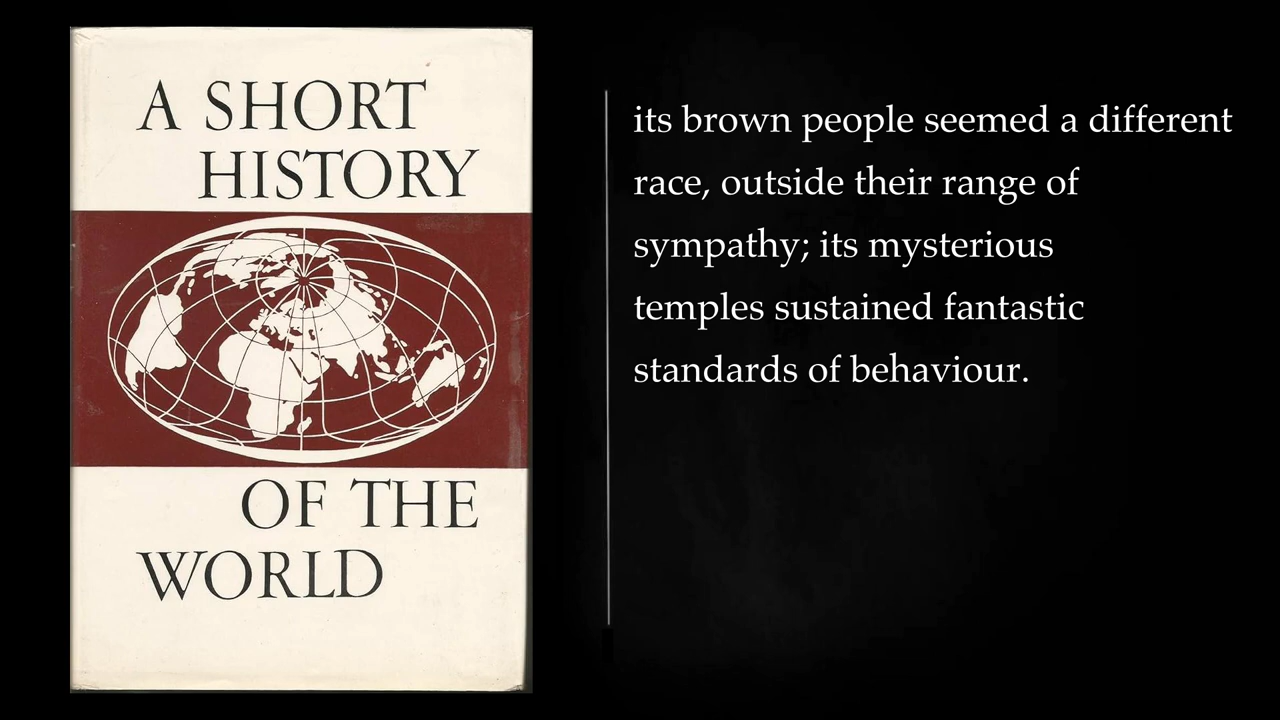 A SHORT
HISTORY
OF THE
WORLD
its brown people seemed a different
race, outside their range of
sympathy; its mysterious
temples sustained fantastic
standards of behaviour.